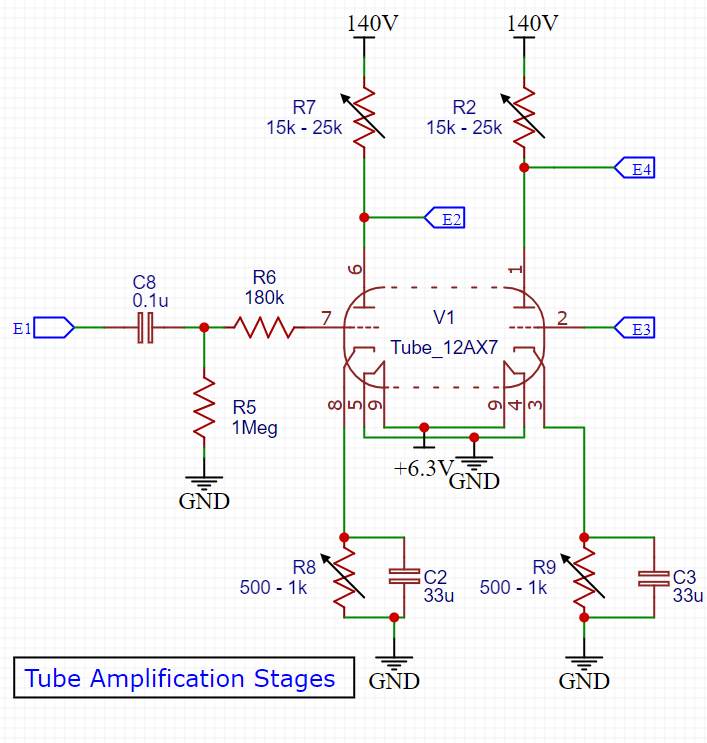 140V
140V
R7
15k - 25k
R2
15k - 25k
E4
E2
6
1
C8
0.1u
R6
180k
V1
Tube_12AX7
E1
7
2
E3
R5
1Meg
8
5
9
9
4
3
+6.3V
GND
GND
R8
500 - 1k
C2
33u
R9
500 - 1k
C3
33u
Tube Amplification Stages
GND
GND